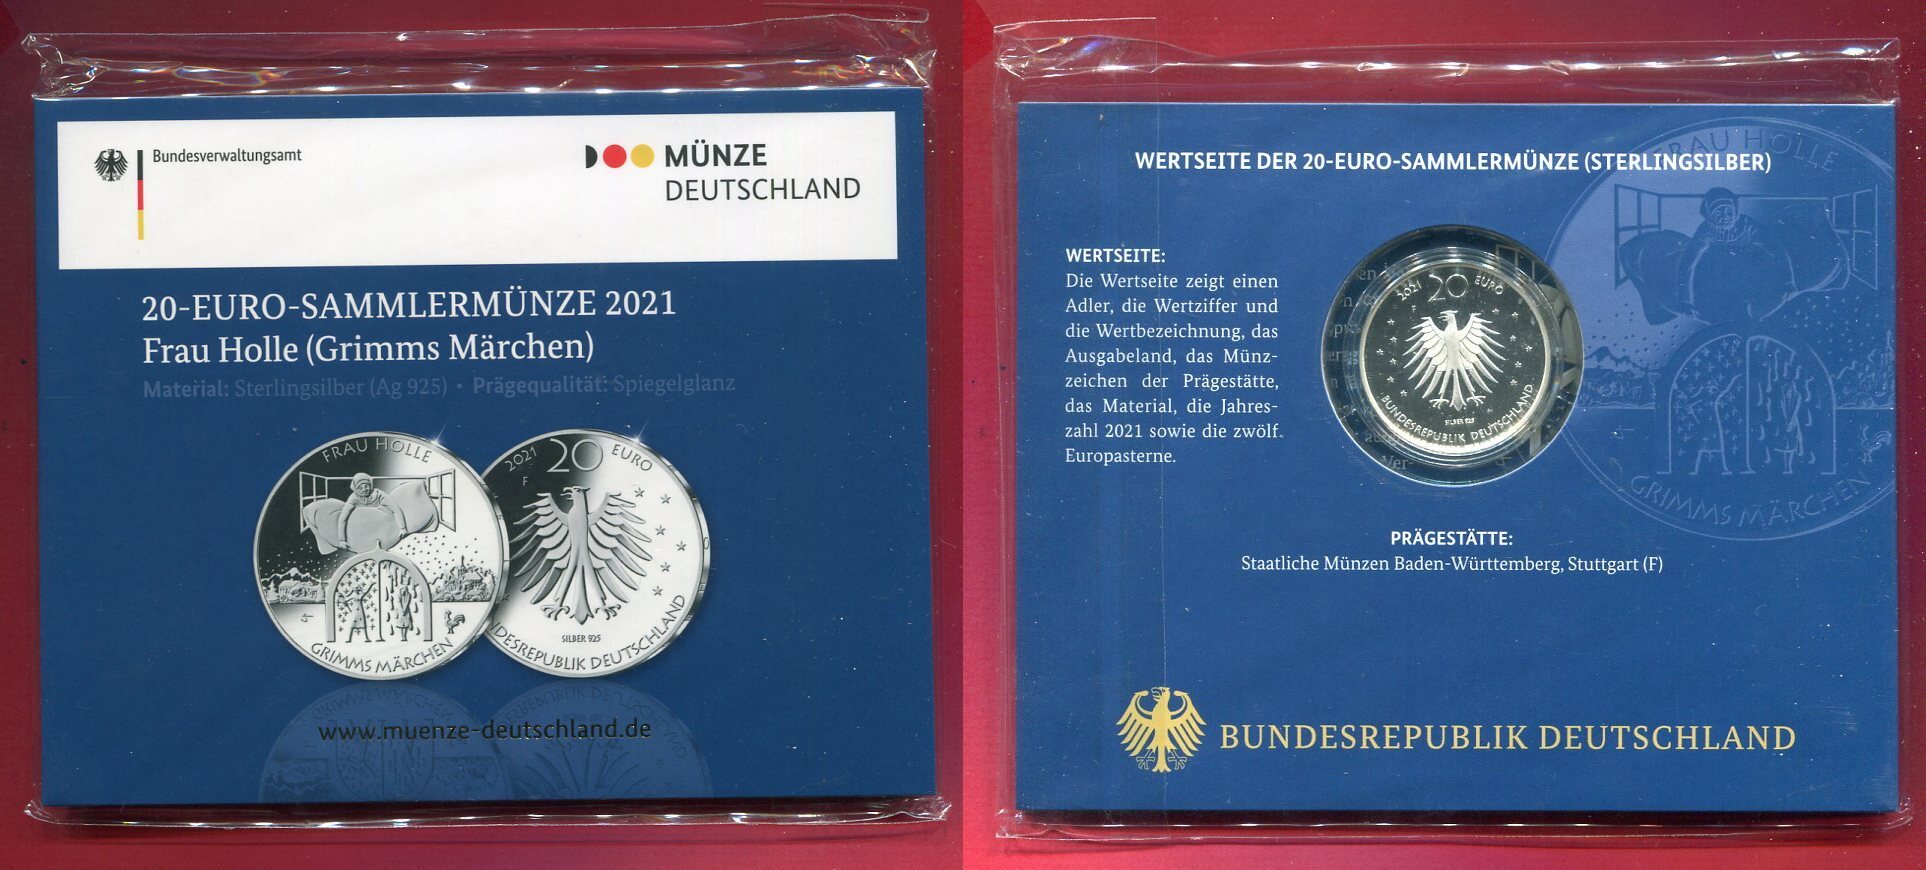 Bundesverwaltungsamt
MÜNZE
DEUTSCHLAND
20-EURO-SAMMLERMÜNZE 2021
Frau Holle (Grimms Märchen)
Material: Sterlingsilber (Ag 925) • Prägequalität: Spiegelglanz
FRAU HOLLE
GRIMMS MÄRCHEN
2021 20 EURO
F
SILBER 925
BUNDESREPUBLIK DEUTSCHLAND
www.muenze-deutschland.de
WERTSEITE DER 20-EURO-SAMMLERMÜNZE (STERLINGSILBER)
WERTSEITE:
Die Wertseite zeigt einen
Adler, die Wertziffer und
die Wertbezeichnung, das
Ausgabeland, das Münz-
zeichen der Prägestätte,
das Material, die Jahres-
zahl 2021 sowie die zwölf
Europasterne.
2021 20 EURO
F
SILBER 925
BUNDESREPUBLIK DEUTSCHLAND
FRAU HOLLE
GRIMMS MÄRCHEN
PRÄGESTÄTTE:
Staatliche Münzen Baden-Württemberg, Stuttgart (F)
BUNDESREPUBLIK DEUTSCHLAND